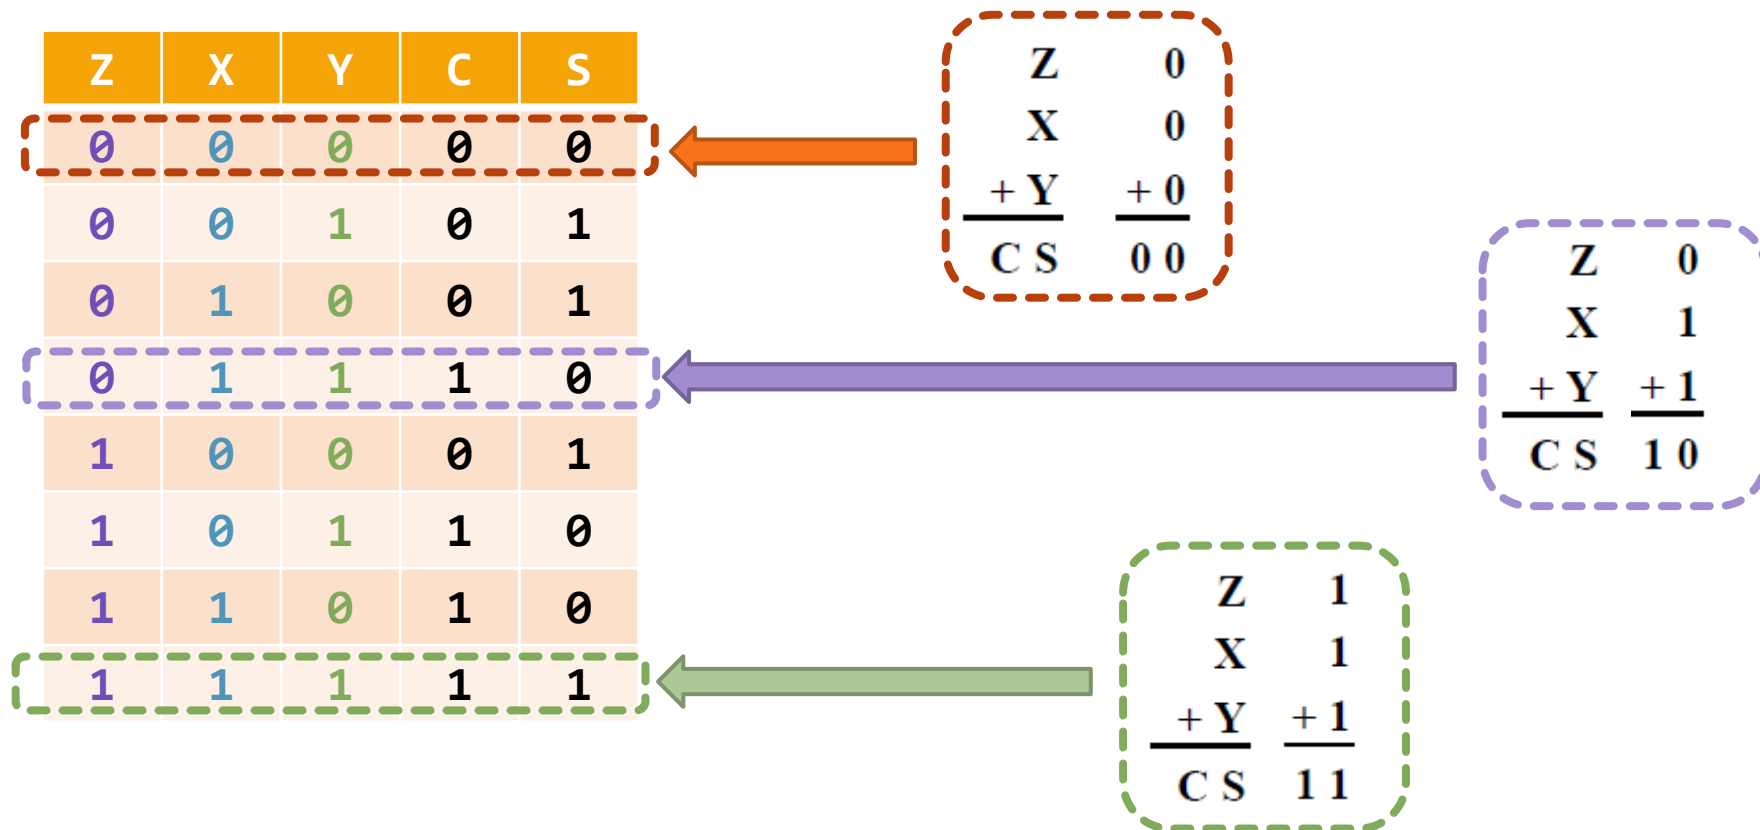 Z X Y C S
0 0 0 0 0
0 0 1 0 1
0 1 0 0 1
0 1 1 1 0
1 0 0 0 1
1 0 1 1 0
1 1 0 1 0
1 1 1 1 1
Z 0
X 0
+ Y + 0
C S 0 0
Z 0
X 1
+ Y + 1
C S 1 0
Z 1
X 1
+ Y + 1
C S 1 1